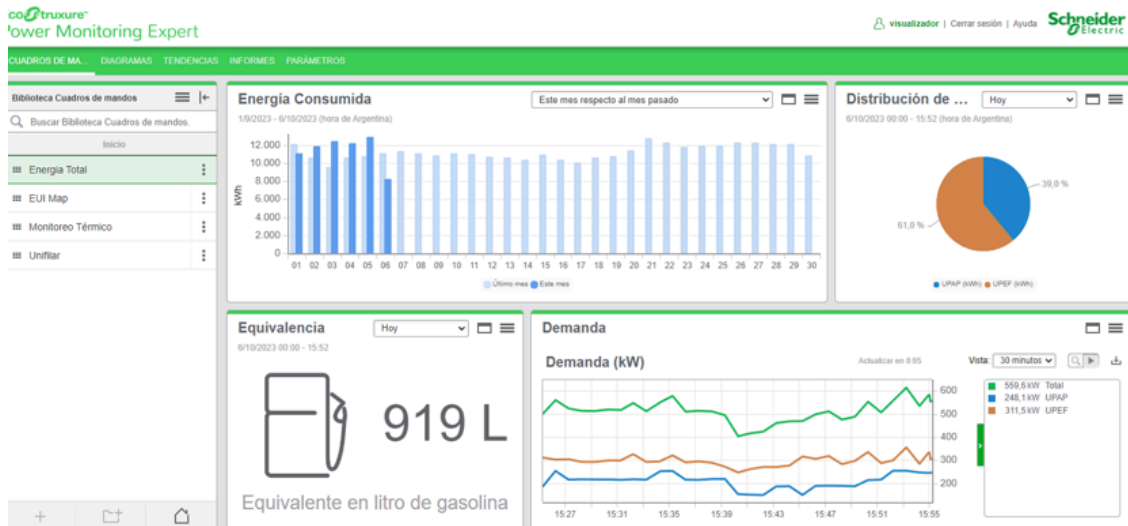 co Struxure™
Power Monitoring Expert
visualizador | Cerrar sesión | Ayuda
Schneider
Electric
CUADROS DE MA... DIAGRAMAS TENDENCIAS INFORMES PARÁMETROS
Biblioteca Cuadros de mandos
Buscar Biblioteca Cuadros de mandos.
Inicio
Energia Total
EUI Map
Monitoreo Térmico
Unifilar
Energía Consumida
Este mes respecto al mes pasado
1/9/2023 - 6/10/2023 (hora de Argentina)
kWh
12.000
10.000
8.000
6.000
4.000
2.000
0
01 02 03 04 05 06 07 08 09 10 11 12 13 14 15 16 17 18 19 20 21 22 23 24 25 26 27 28 29 30
Último mes Este mes
Distribución de ...
Hoy
6/10/2023 00:00 - 15:52 (hora de Argentina)
39,0 %
61,0 %
UPAP (kWh) UPEF (kWh)
Equivalencia
Hoy
6/10/2023 00:00 - 15:52
919 L
Equivalente en litro de gasolina
Demanda
Demanda (kW)
Actualizar en 0:05
Vista: 30 minutos
600
500
400
300
200
15:27 15:31 15:35 15:39 15:43 15:47 15:51 15:55
559,6 kW Total
248,1 kW UPAP
311,5 kW UPEF